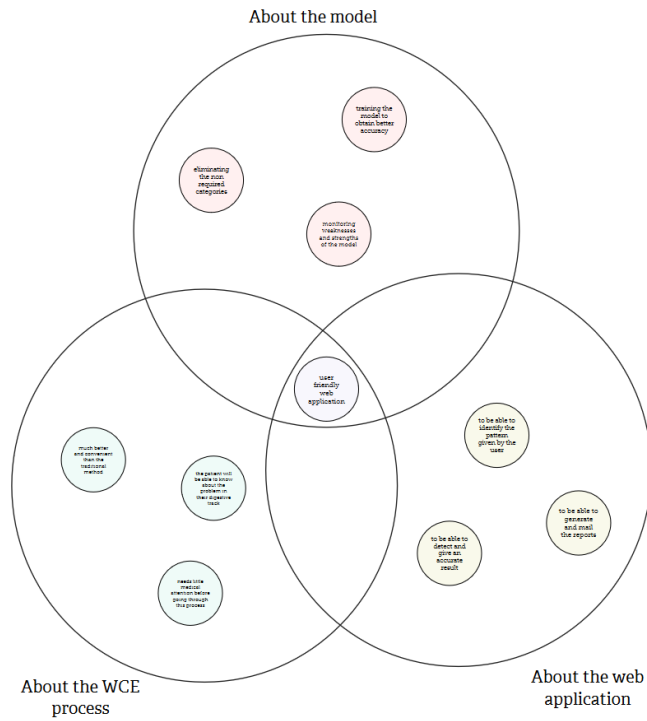 About the model
training the
model to
obtain better
accuracy
eliminating
the non
required
categories
monitoring
weaknesses
and strengths
of the model
user
friendly
web
application
to be able to
identify the
pattern
given by the
user
much better
and convenient
than the
traditional
method
the patient will
be able to know
about the
problem in
their digestive
track
to be able to
generate
and mail
the reports
to be able to
detect and
give an
accurate
result
needs little
medical
attention before
going through
this process
About the WCE
process
About the web
application